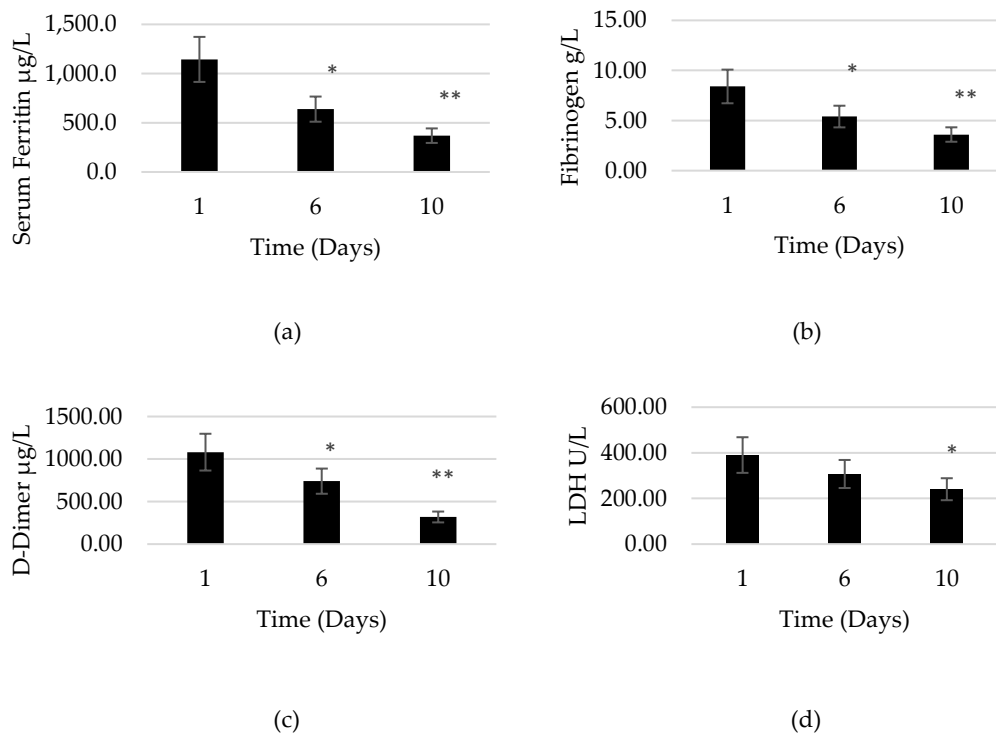 Serum Ferritin µg/L
1,500.0
1,000.0
500.0
0.0
*
**
1 6 10
Time (Days)
(a)
Fibrinogen g/L
15.00
10.00
5.00
0.00
*
**
1 6 10
Time (Days)
(b)
D-Dimer µg/L
1500.00
1000.00
500.00
0.00
*
**
1 6 10
Time (Days)
(c)
LDH U/L
600.00
400.00
200.00
0.00
*
1 6 10
Time (Days)
(d)